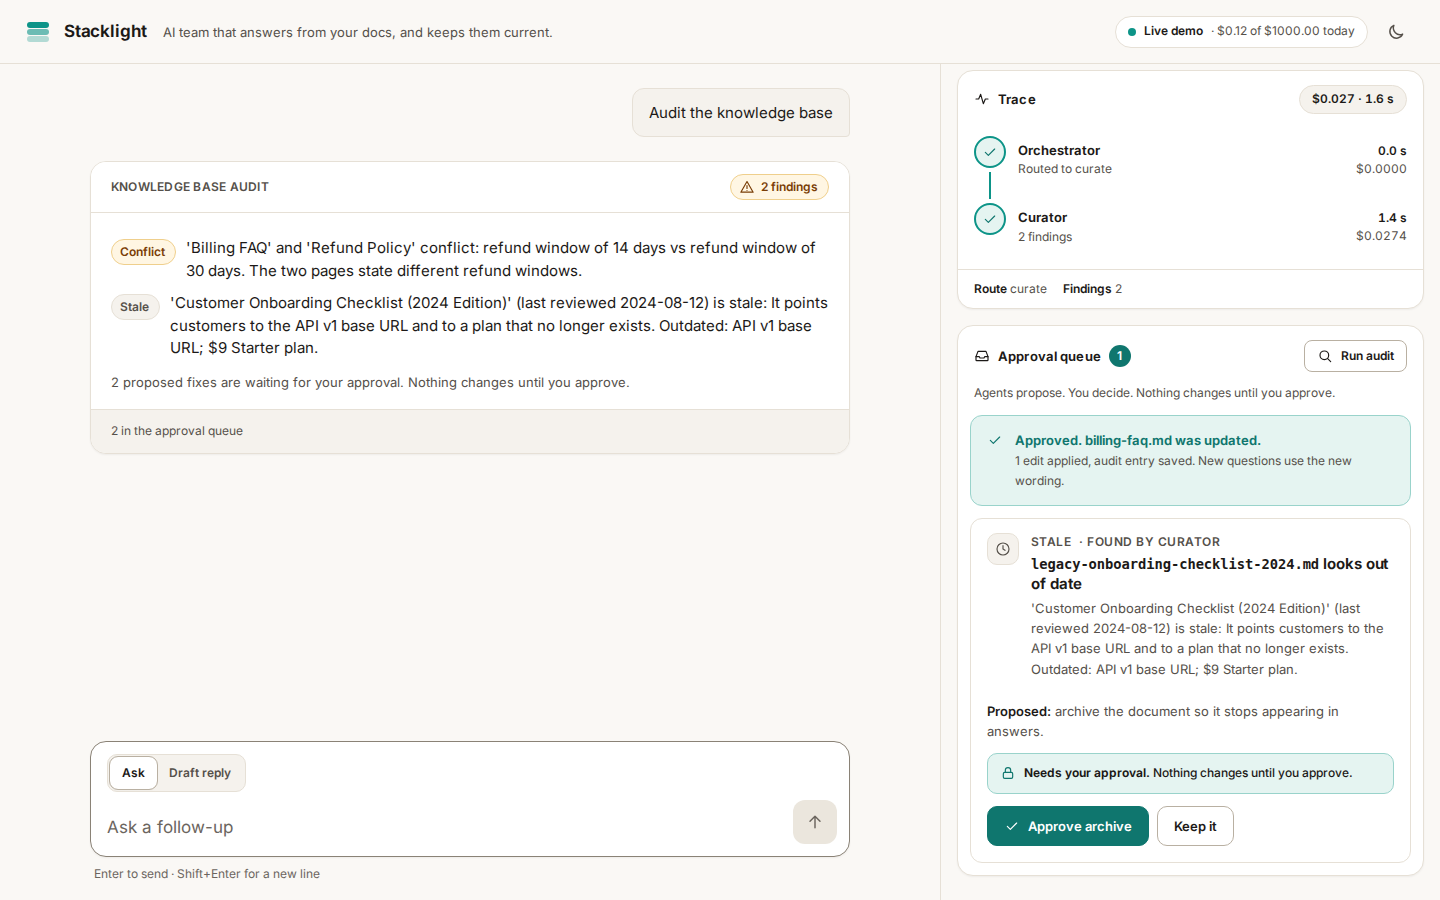 Stacklight
AI team that answers from your docs, and keeps them current.
Live demo · $0.12 of $1000.00 today
Audit the knowledge base
KNOWLEDGE BASE AUDIT
2 findings
Conflict
'Billing FAQ' and 'Refund Policy' conflict: refund window of 14 days vs refund window of
30 days. The two pages state different refund windows.
Stale
'Customer Onboarding Checklist (2024 Edition)' (last reviewed 2024-08-12) is stale: It points
customers to the API v1 base URL and to a plan that no longer exists. Outdated: API v1 base
URL; $9 Starter plan.
2 proposed fixes are waiting for your approval. Nothing changes until you approve.
2 in the approval queue
Ask
Draft reply
Ask a follow-up
Enter to send · Shift+Enter for a new line
Trace
$0.027 · 1.6 s
Orchestrator
0.0 s
Routed to curate
$0.0000
Curator
1.4 s
2 findings
$0.0274
Route curate
Findings 2
Approval queue 1
Run audit
Agents propose. You decide. Nothing changes until you approve.
Approved. billing-faq.md was updated.
1 edit applied, audit entry saved. New questions use the new
wording.
STALE · FOUND BY CURATOR
legacy-onboarding-checklist-2024.md looks out
of date
'Customer Onboarding Checklist (2024 Edition)' (last
reviewed 2024-08-12) is stale: It points customers to the
API v1 base URL and to a plan that no longer exists.
Outdated: API v1 base URL; $9 Starter plan.
Proposed: archive the document so it stops appearing in
answers.
Needs your approval. Nothing changes until you approve.
Approve archive
Keep it